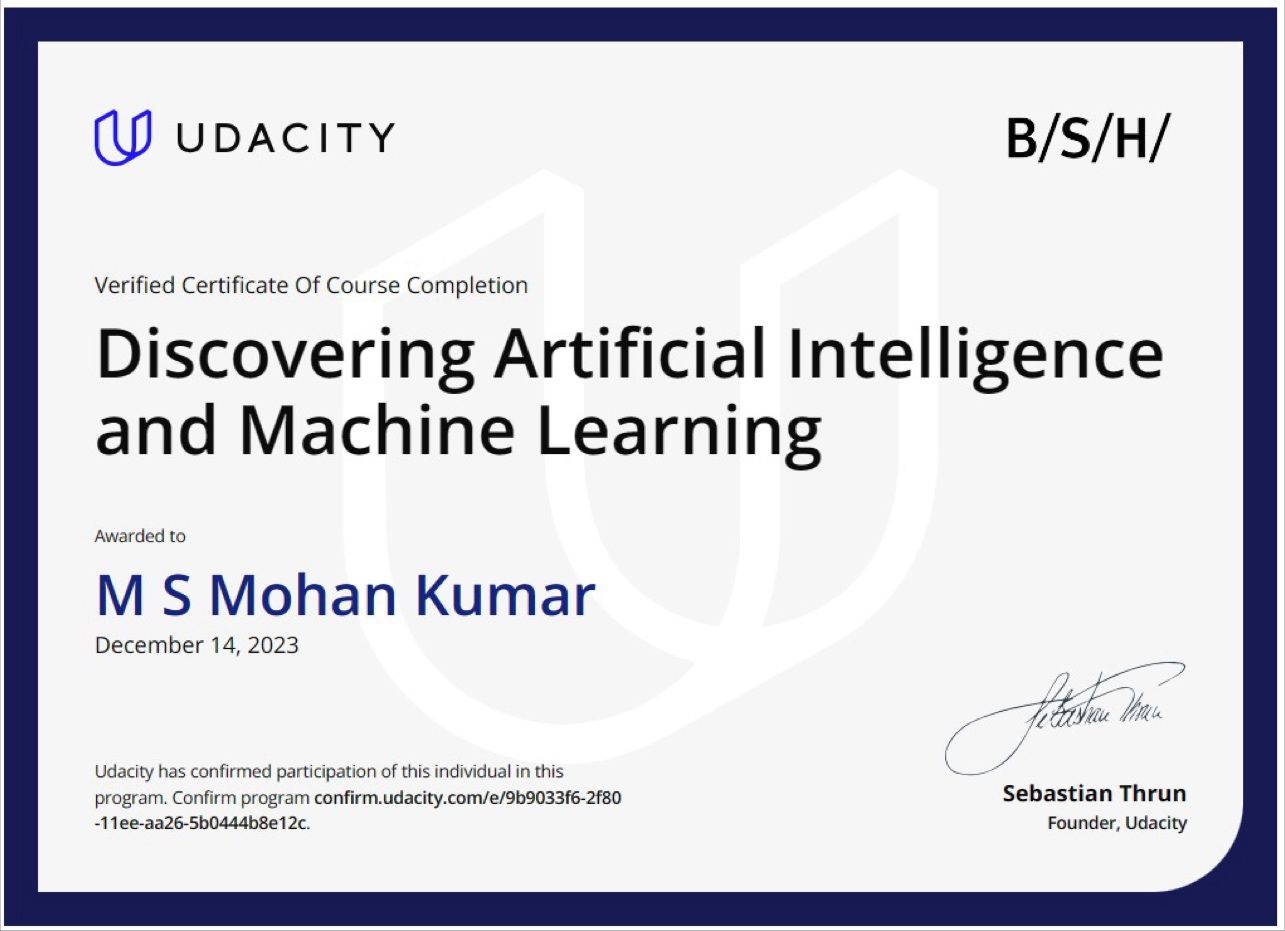 UDACITY
B/S/H/
Verified Certificate Of Course Completion
Discovering Artificial Intelligence
and Machine Learning
Awarded to
M S Mohan Kumar
December 14, 2023
Udacity has confirmed participation of this individual in this
program. Confirm program confirm.udacity.com/e/9b9033f6-2f80
-11ee-aa26-5b0444b8e12c.
Sebastian Thrun
Sebastian Thrun
Founder, Udacity